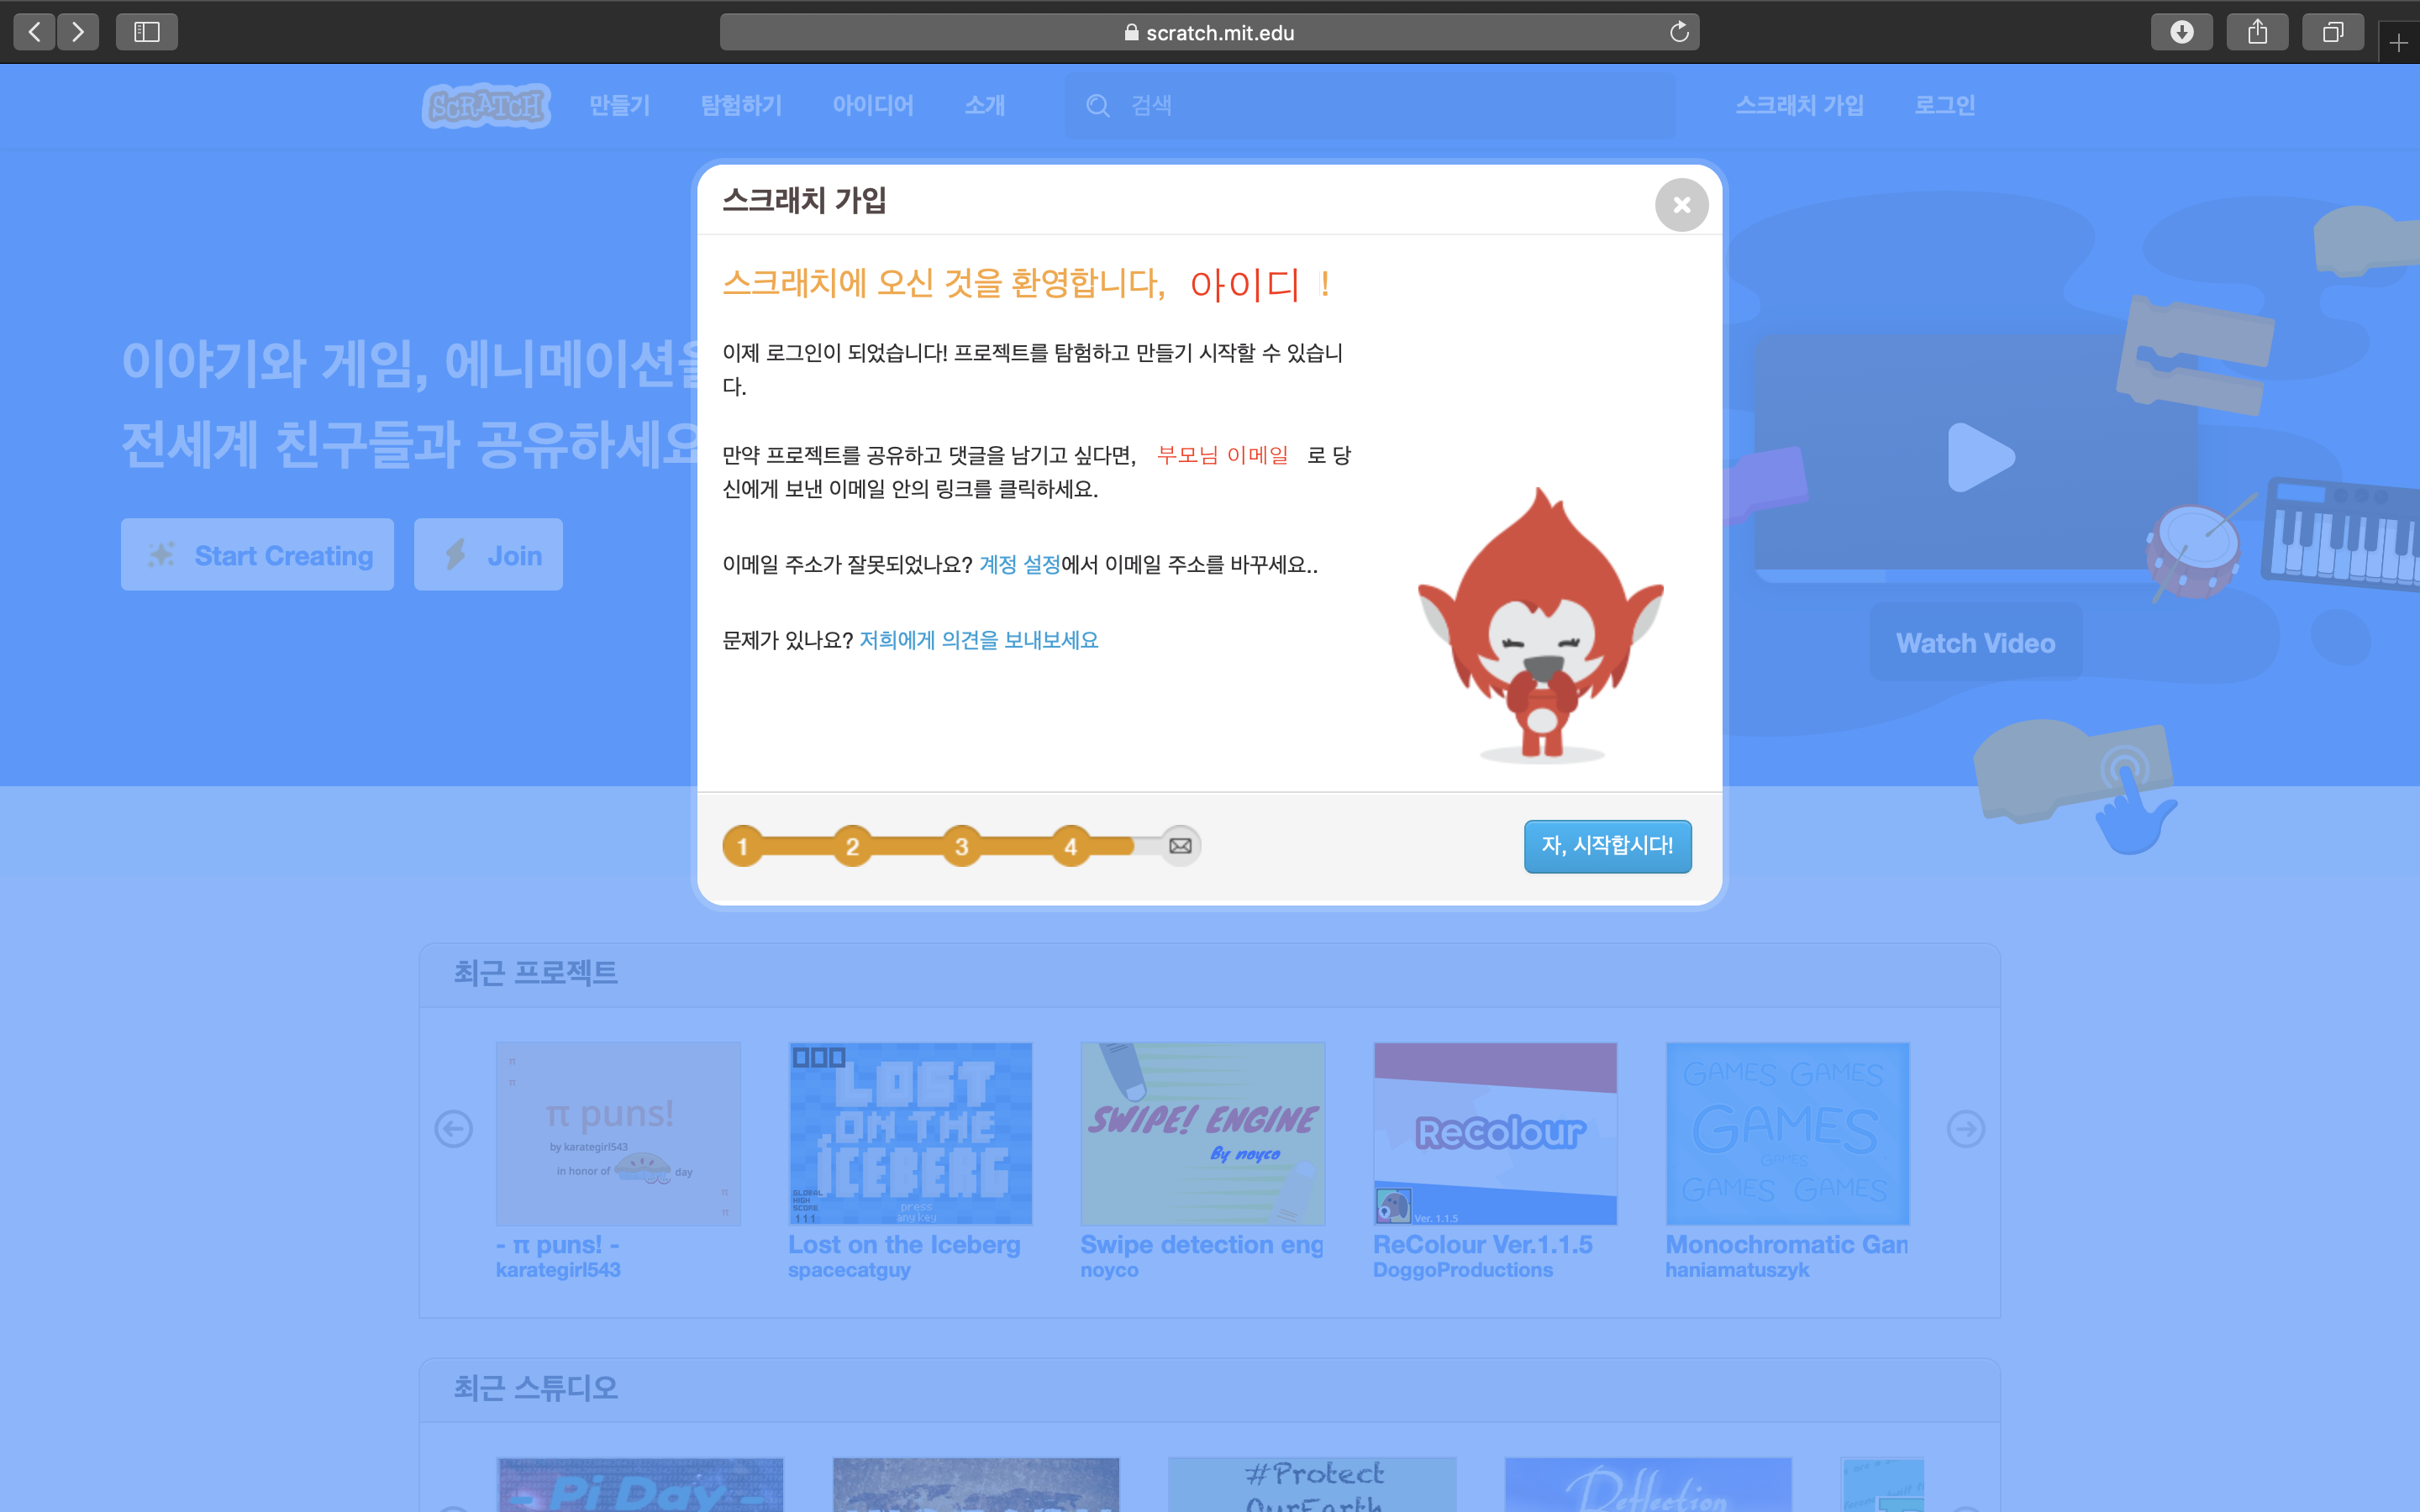 scratch.mit.edu
SCRATCH 만들기 탐험하기 아이디어 소개 검색 스크래치 가입 로그인
스크래치 가입
스크래치에 오신 것을 환영합니다, 아이디 !
이제 로그인이 되었습니다! 프로젝트를 탐험하고 만들기 시작할 수 있습니
다.
만약 프로젝트를 공유하고 댓글을 남기고 싶다면, 부모님 이메일 로 당
신에게 보낸 이메일 안의 링크를 클릭하세요.
이메일 주소가 잘못되었나요? 계정 설정에서 이메일 주소를 바꾸세요..
문제가 있나요? 저희에게 의견을 보내보세요
1 2 3 4
자, 시작합시다!
이야기와 게임, 에니메이션을
전세계 친구들과 공유하세요
Start Creating Join
Watch Video
최근 프로젝트
π
π
π puns!
by karategirl543
in honor of day
π
π
LOST
ON THE
ICEBERG
GLOBAL
HIGH
SCORE
111
press
any key
SWIPE! ENGINE
By noyco
ReColour
Ver. 1.1.5
GAMES GAMES
GAMES
GAMES
GAMES GAMES
- π puns! -
karategirl543
Lost on the Iceberg
spacecatguy
Swipe detection eng
noyco
ReColour Ver.1.1.5
DoggoProductions
Monochromatic Gam
haniamatuszyk
최근 스튜디오
- Pi Day -
#Protect
OurEarth
Reflection